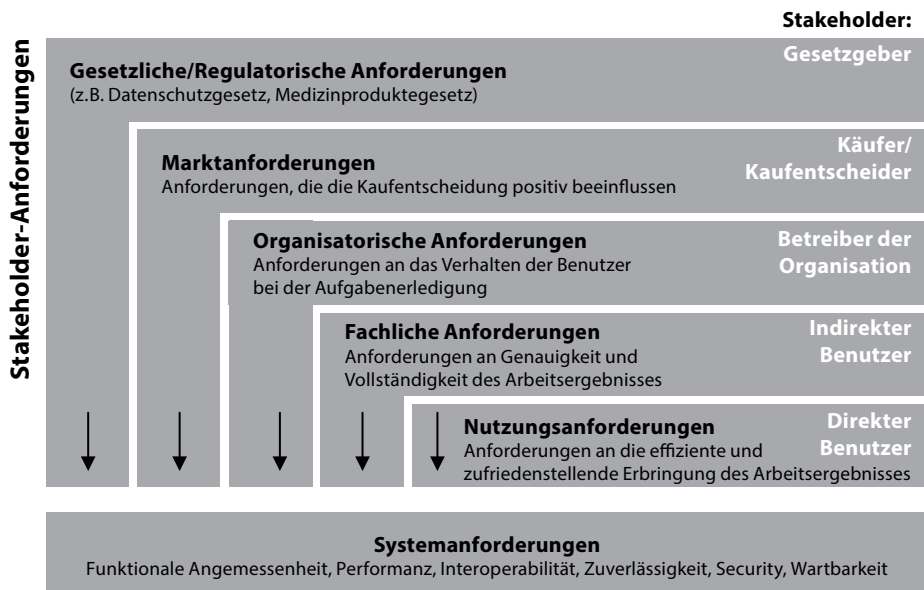 Stakeholder:
Stakeholder-Anforderungen
Gesetzgeber
Gesetzliche/Regulatorische Anforderungen
(z.B. Datenschutzgesetz, Medizinproduktegesetz)
Käufer/
Kaufentscheider
Marktanforderungen
Anforderungen, die die Kaufentscheidung positiv beeinflussen
Betreiber der
Organisation
Organisatorische Anforderungen
Anforderungen an das Verhalten der Benutzer
bei der Aufgabenerledigung
Indirekter
Benutzer
Fachliche Anforderungen
Anforderungen an Genauigkeit und
Vollständigkeit des Arbeitsergebnisses
Direkter
Benutzer
Nutzungsanforderungen
Anforderungen an die effiziente und
zufriedenstellende Erbringung des Arbeitsergebnisses
Systemanforderungen
Funktionale Angemessenheit, Performanz, Interoperabilität, Zuverlässigkeit, Security, Wartbarkeit